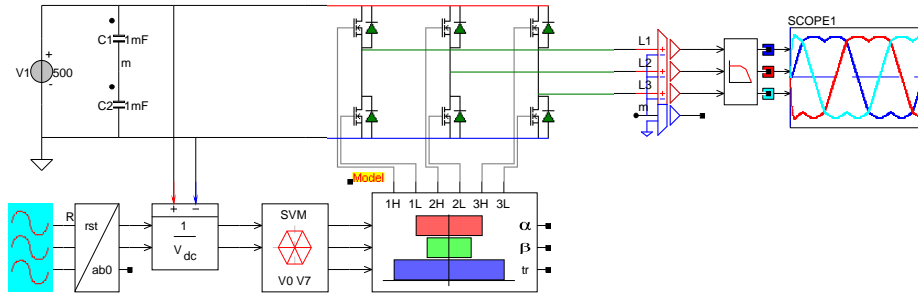 SCOPE1
C1 1mF
L1
m
L2
V1 500
+
-
C2 1mF
L3
m
Model
1H 1L 2H 2L 3H 3L
R
rst
ab0
+ −
1
V dc
SVM
V0 V7
α
β
tr